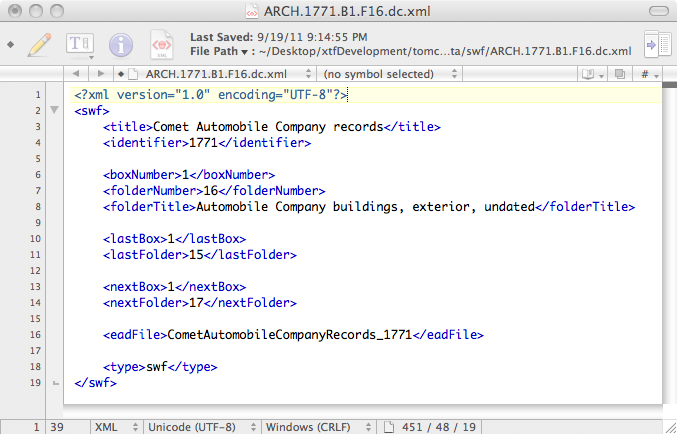 ARCH.1771.B1.F16.dc.xml
Last Saved: 9/19/11 9:14:55 PM
File Path ▾ : ~/Desktop/xtfDevelopment/tomc...ta/swf/ARCH.1771.B1.F16.dc.xml
ARCH.1771.B1.F16.dc.xml (no symbol selected) #
1 <?xml version="1.0" encoding="UTF-8"?>
2 <swf>
3 <title>Comet Automobile Company records</title>
4 <identifier>1771</identifier>
5
6 <boxNumber>1</boxNumber>
7 <folderNumber>16</folderNumber>
8 <folderTitle>Automobile Company buildings, exterior, undated</folderTitle>
9
10 <lastBox>1</lastBox>
11 <lastFolder>15</lastFolder>
12
13 <nextBox>1</nextBox>
14 <nextFolder>17</nextFolder>
15
16 <eadFile>CometAutomobileCompanyRecords_1771</eadFile>
17
18 <type>swf</type>
19 </swf>
1 39 XML Unicode (UTF-8) Windows (CRLF) 451 / 48 / 19